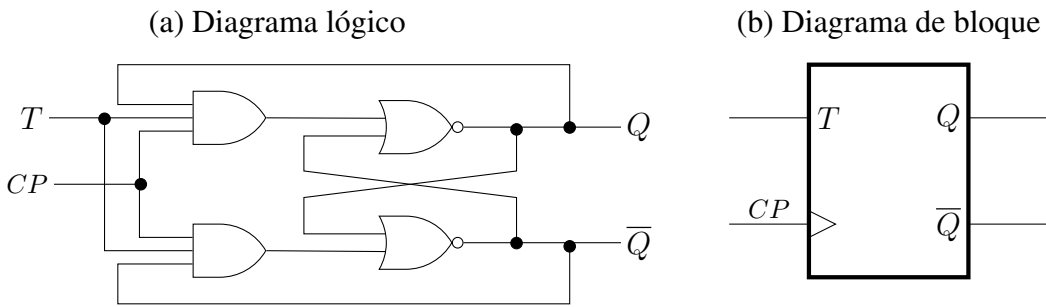 (a) Diagrama lógico
T
CP
Q
Q̅
(b) Diagrama de bloque
T
CP
Q
Q̅